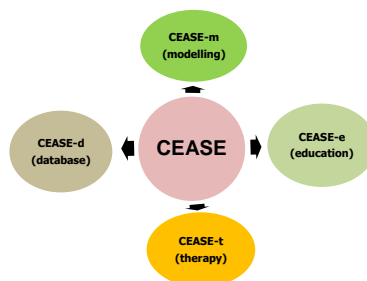 CEASE-m
(modelling)
CEASE-d
(database)
CEASE
CEASE-e
(education)
CEASE-t
(therapy)